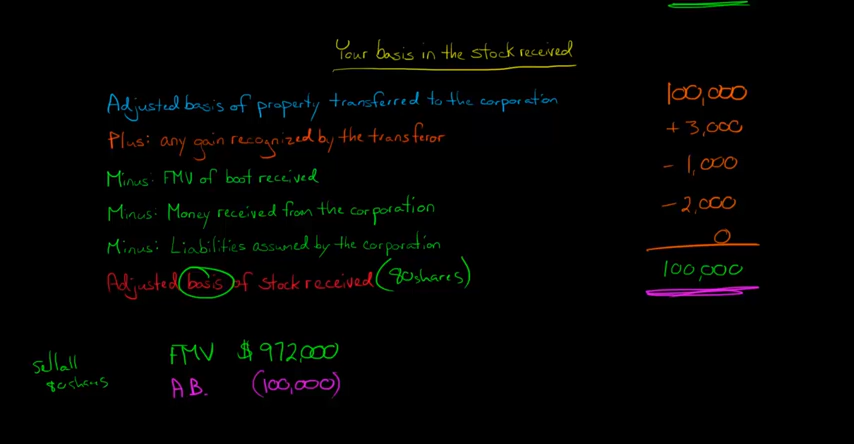 Your basis in the stock received
Adjusted basis of property transferred to the corporation 100,000
Plus: any gain recognized by the transferor + 3,000
Minus: FMV of boot received - 1,000
Minus: Money received from the corporation - 2,000
Minus: Liabilities assumed by the corporation 0
Adjusted basis of stock received (80 shares) 100,000
sell all
80 shares
FMV $ 972,000
A.B. (100,000)